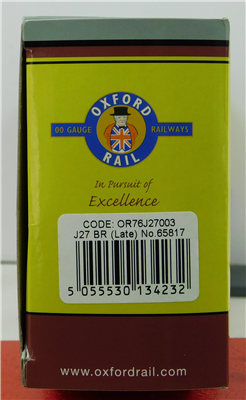 OXFORD
00 GAUGE RAILWAYS
RAIL
In Pursuit of
Excellence
CODE: OR76J27003
J27 BR (Late) No.65817
5 055530 134232
www.oxfordrail.com